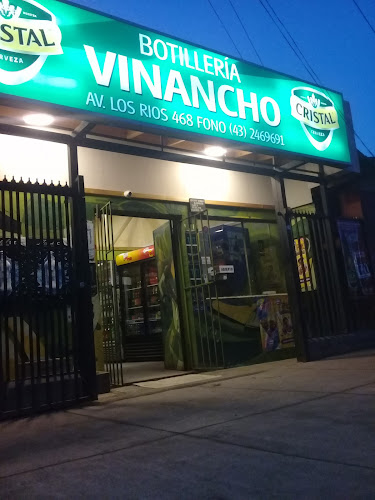 BOTILLERÍA
VINANCHO
AV. LOS RIOS 468 FONO (43) 2469691
CRISTAL
CERVEZA
CRISTAL
CERVEZA